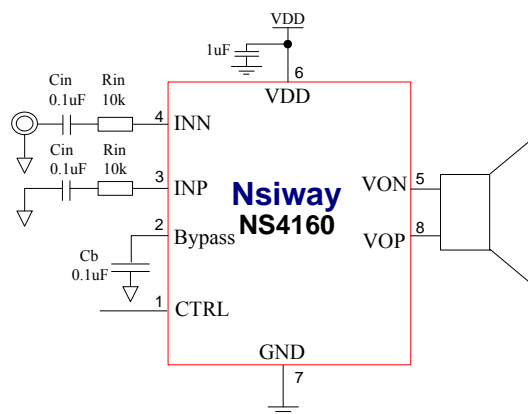 VDD
1uF
6
VDD
Cin
0.1uF
Rin
10k
4
INN
Cin
0.1uF
Rin
10k
3
INP
Nsiway
NS4160
VON
5
2
Bypass
VOP
8
Cb
0.1uF
1
CTRL
GND
7